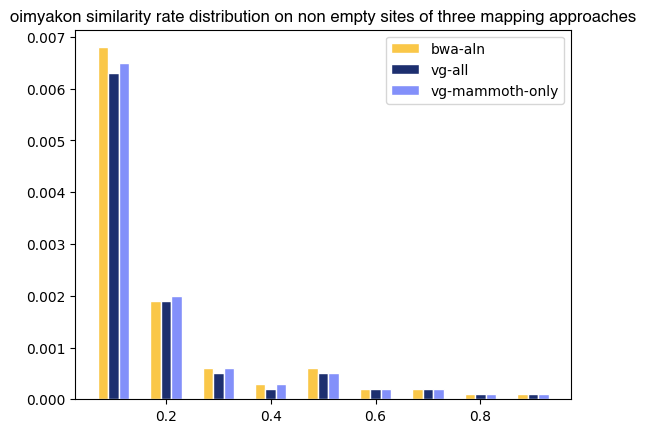 oimyakon similarity rate distribution on non empty sites of three mapping approaches
0.007
0.006
0.005
0.004
0.003
0.002
0.001
0.000
bwa-aln
vg-all
vg-mammoth-only
0.2 0.4 0.6 0.8